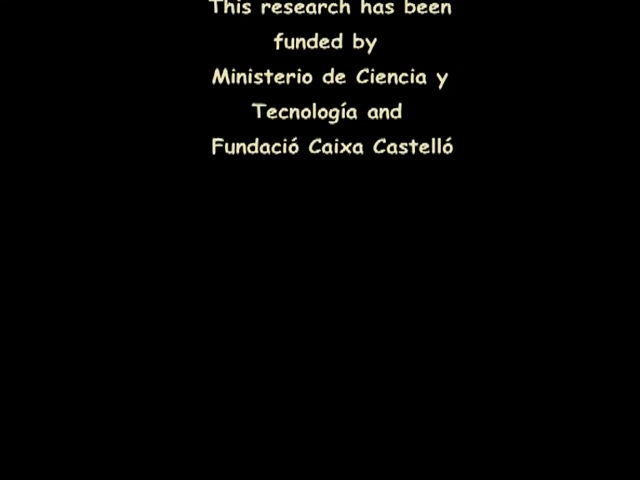 This research has been
funded by
Ministerio de Ciencia y
Tecnología and
Fundació Caixa Castelló